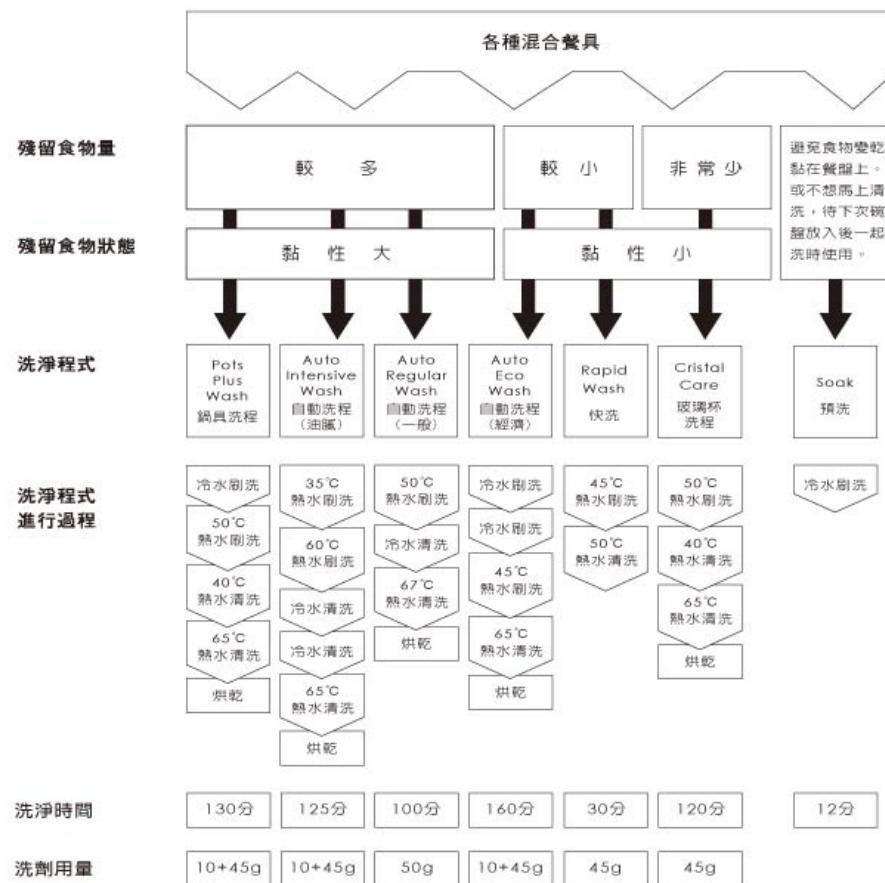 各種混合餐具
殘留食物量
較 多
較 小
非 常 少
避免食物變乾
黏在餐盤上。
或不想馬上清
洗，待下次碗
盤放入後一起
洗時使用。
殘留食物狀態
黏 性 大
黏 性 小
洗淨程式
Pots
Plus
Wash
鍋具洗程
Auto
Intensive
Wash
自動洗程
(油膩)
Auto
Regular
Wash
自動洗程
(一般)
Auto
Eco
Wash
自動洗程
(經濟)
Rapid
Wash
快洗
Cristal
Care
玻璃杯
洗程
Soak
預洗
洗淨程式
進行過程
冷水刷洗
50℃
熱水刷洗
40℃
熱水清洗
65℃
熱水清洗
烘乾
35℃
熱水刷洗
60℃
熱水刷洗
冷水清洗
冷水清洗
65℃
熱水清洗
烘乾
50℃
熱水刷洗
冷水清洗
67℃
熱水清洗
烘乾
冷水刷洗
冷水刷洗
45℃
熱水刷洗
65℃
熱水清洗
烘乾
45℃
熱水刷洗
50℃
熱水清洗
50℃
熱水刷洗
40℃
熱水清洗
65℃
熱水清洗
烘乾
冷水刷洗
洗淨時間
130分
125分
100分
160分
30分
120分
12分
洗劑用量
10+45g
10+45g
50g
10+45g
45g
45g